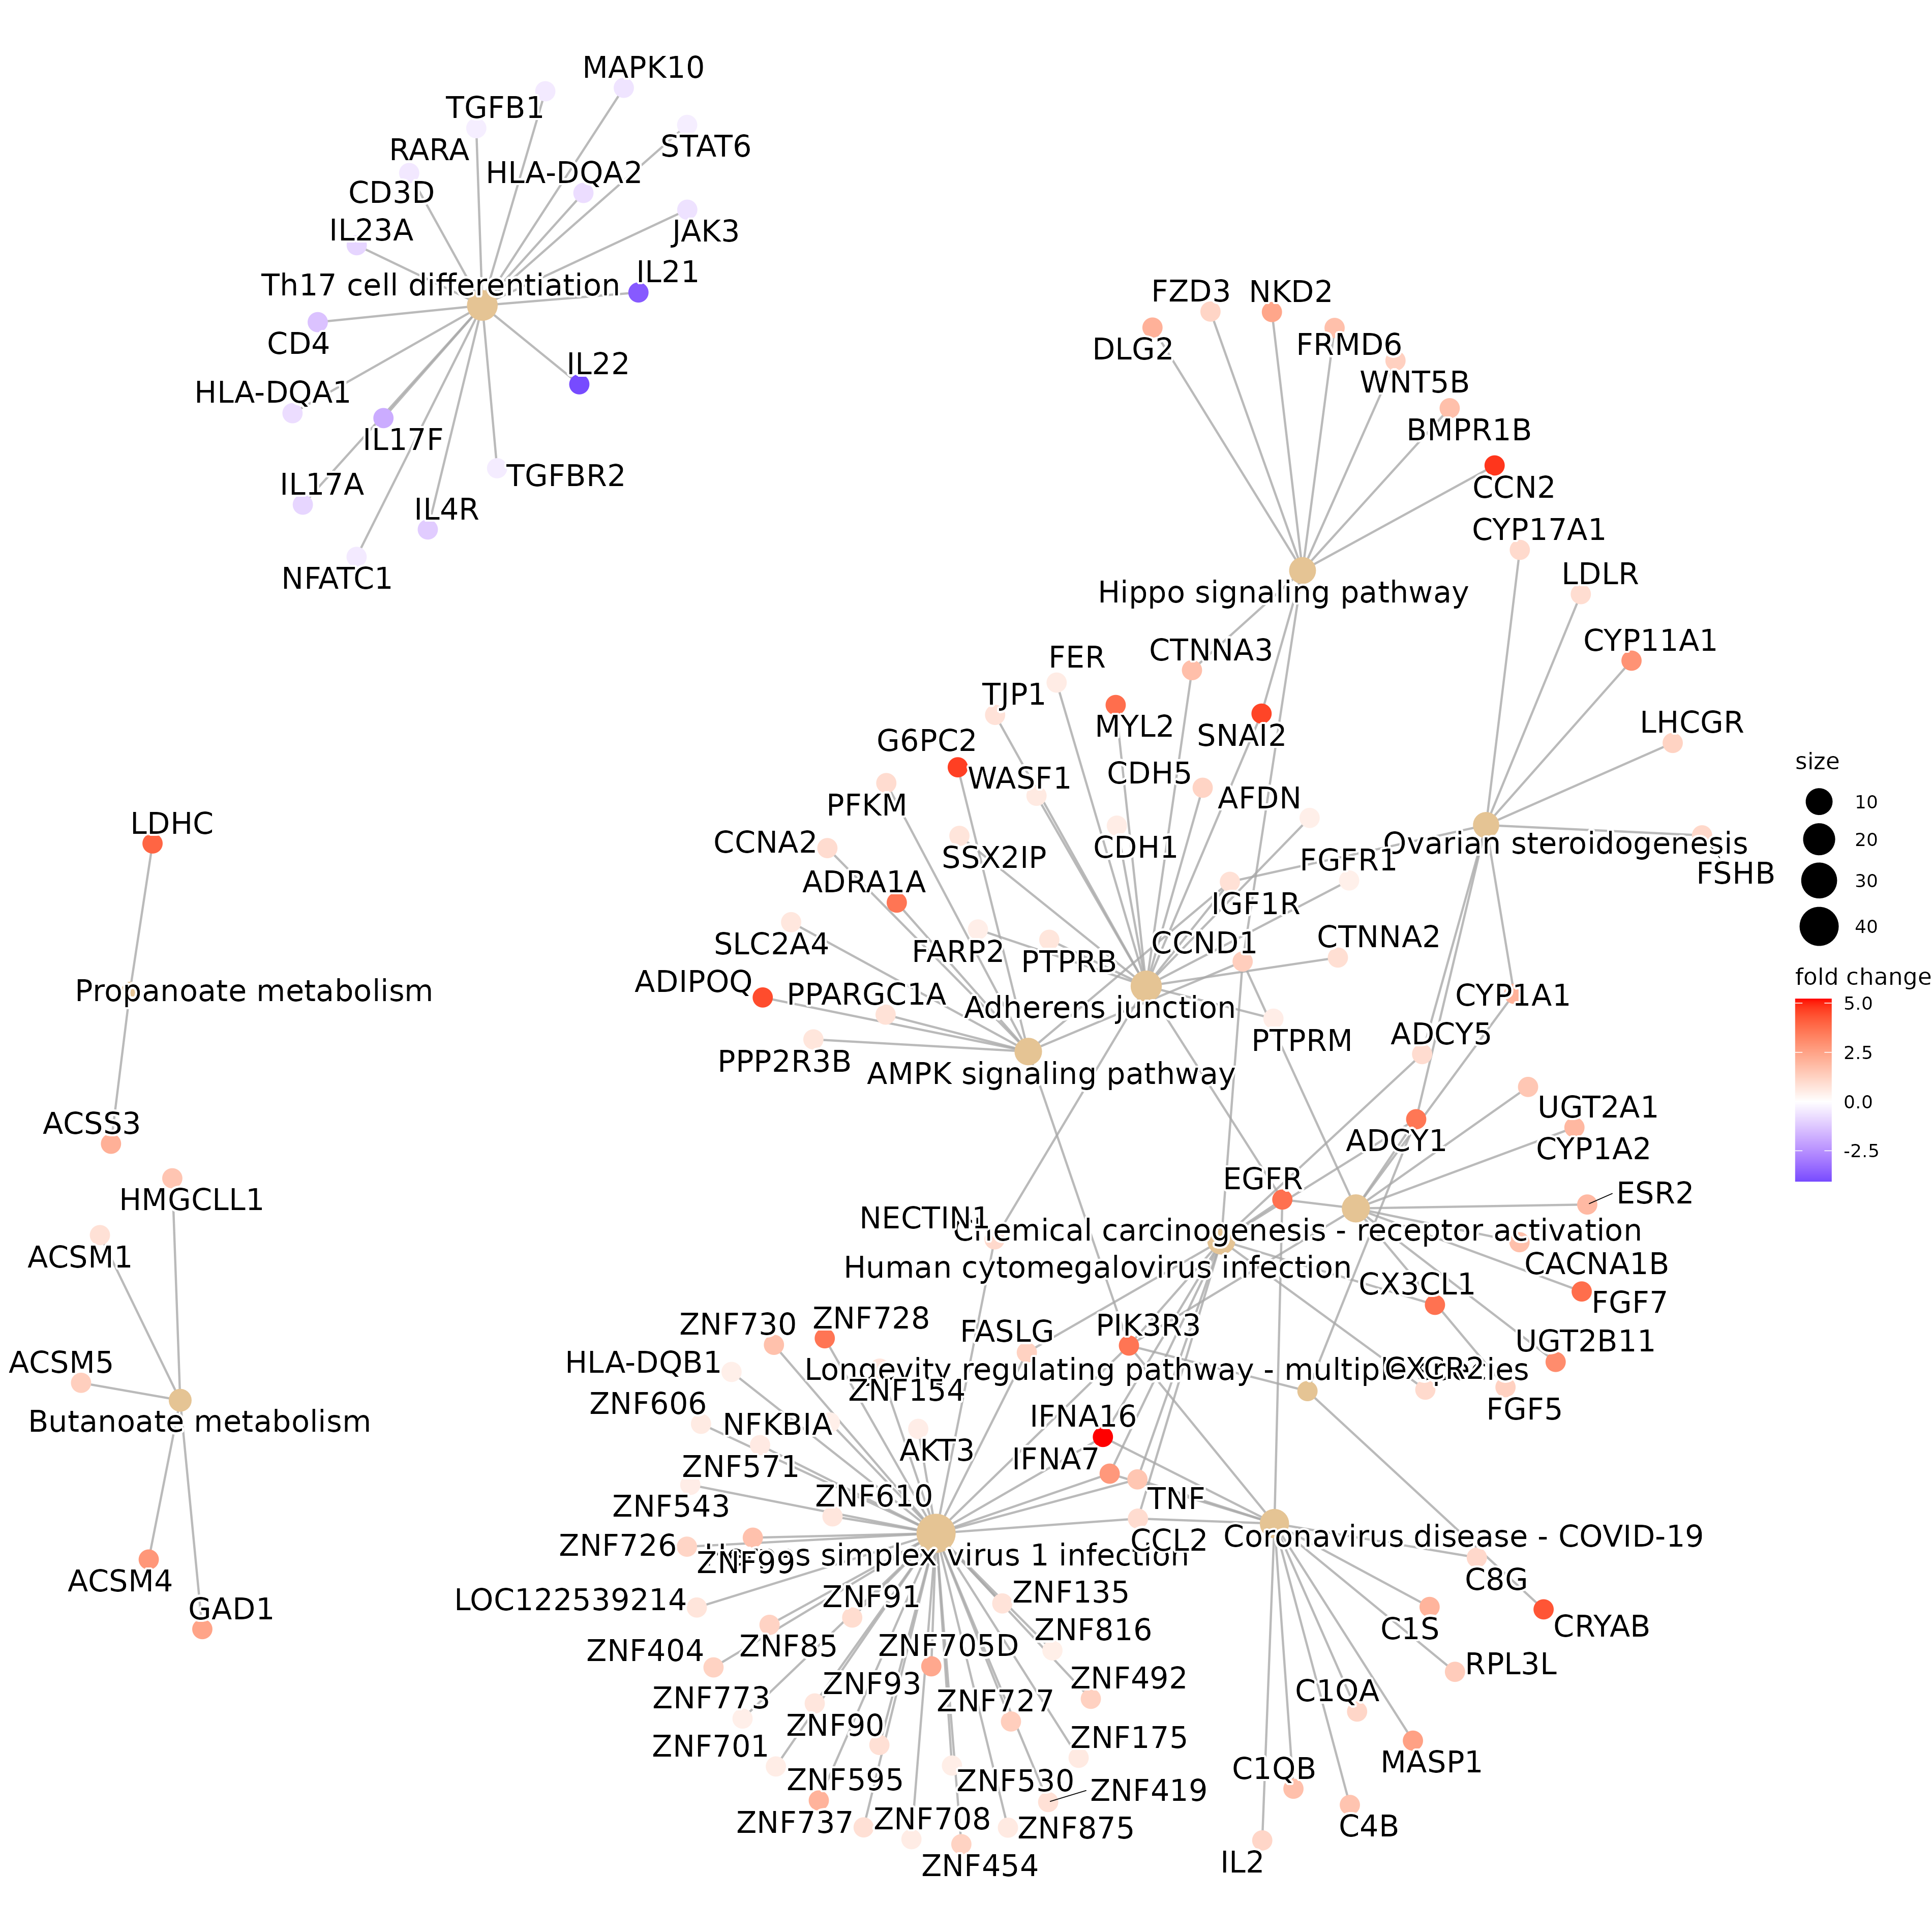 MAPK10
TGFB1
STAT6
RARA
HLA-DQA2
CD3D
IL23A
JAK3
Th17 cell differentiation
IL21
CD4
IL22
HLA-DQA1
IL17F
TGFBR2
IL17A
IL4R
NFATC1
FZD3
NKD2
DLG2
FRMD6
WNT5B
BMPR1B
CCN2
CYP17A1
LDLR
Hippo signaling pathway
CYP11A1
CTNNA3
FER
TJP1
MYL2
SNAI2
LHCGR
G6PC2
WASF1
CDH5
PFKM
AFDN
CCNA2
SSX2IP
CDH1
FGFR1
Ovarian steroidogenesis
FSHB
ADRA1A
IGF1R
SLC2A4
FARP2
PTPRB
CCND1
CTNNA2
ADIPOQ
PPARGC1A
Adherens junction
CYP1A1
PTPRM
ADCY5
PPP2R3B
AMPK signaling pathway
UGT2A1
ADCY1
CYP1A2
EGFR
ESR2
NECTIN1
Chemical carcinogenesis - receptor activation
Human cytomegalovirus infection
CACNA1B
CX3CL1
FGF7
ZNF730
ZNF728
FASLG
PIK3R3
UGT2B11
HLA-DQB1
Longevity regulating pathway - multiple species
CXCR2
ZNF154
FGF5
ZNF606
NFKBIA
IFNA16
AKT3
IFNA7
ZNF571
ZNF543
ZNF610
TNF
ZNF726
ZNF99
Herpes simplex virus 1 infection
CCL2
Coronavirus disease - COVID-19
C8G
LOC122539214
ZNF91
ZNF135
C1S
CRYAB
ZNF404
ZNF85
ZNF705D
ZNF816
RPL3L
ZNF773
ZNF93
ZNF727
ZNF492
C1QA
ZNF701
ZNF90
ZNF175
MASP1
ZNF595
ZNF530
ZNF419
C1QB
ZNF737
ZNF708
ZNF875
C4B
ZNF454
IL2
LDHC
Propanoate metabolism
ACSS3
HMGCLL1
ACSM1
ACSM5
Butanoate metabolism
ACSM4
GAD1
size
10
20
30
40
fold change
5.0
2.5
0.0
-2.5